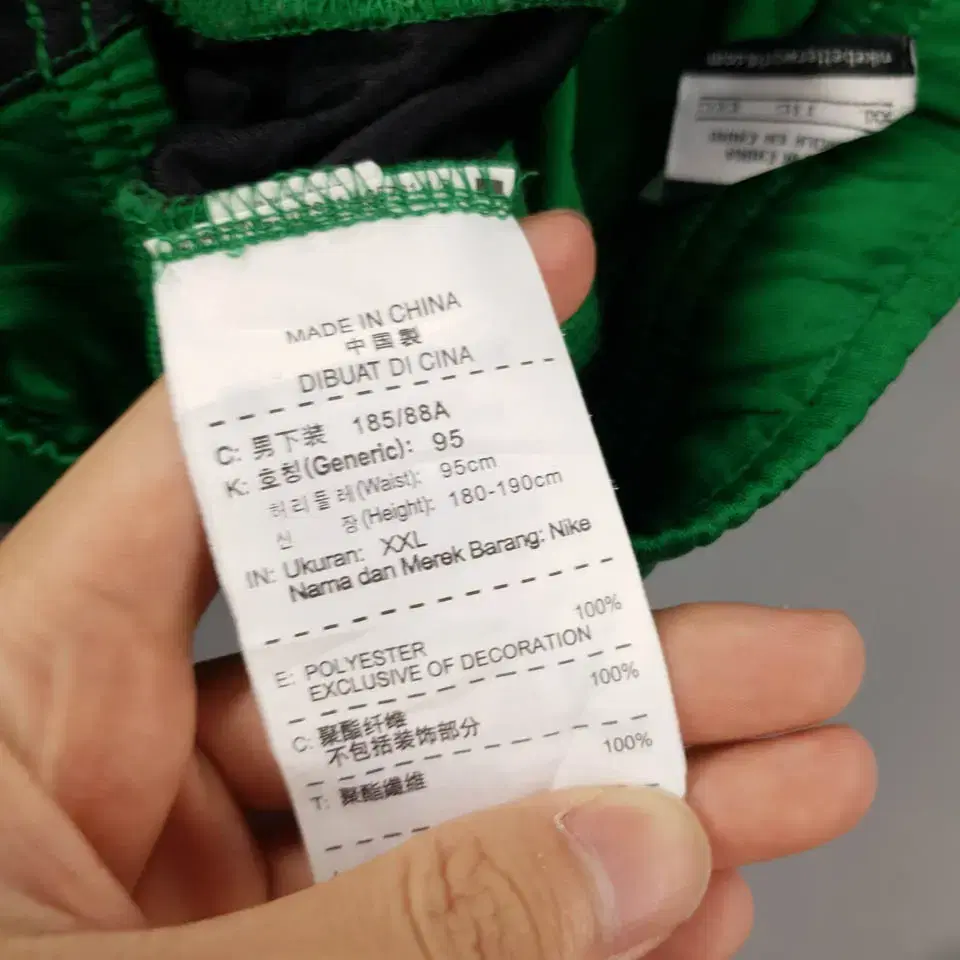 nikebetterworld.com
XXL
MADE IN CHINA
中国製
DIBUAT DI CINA
C: 男下装 185/88A
K: 호칭(Generic): 95
허리둘레(Waist): 95cm
신 장(Height): 180-190cm
IN: Ukuran: XXL
Nama dan Merek Barang: Nike
100%
E: POLYESTER
EXCLUSIVE OF DECORATION
100%
C: 聚酯纤维
不包括装饰部分
100%
T: 聚酯纖維